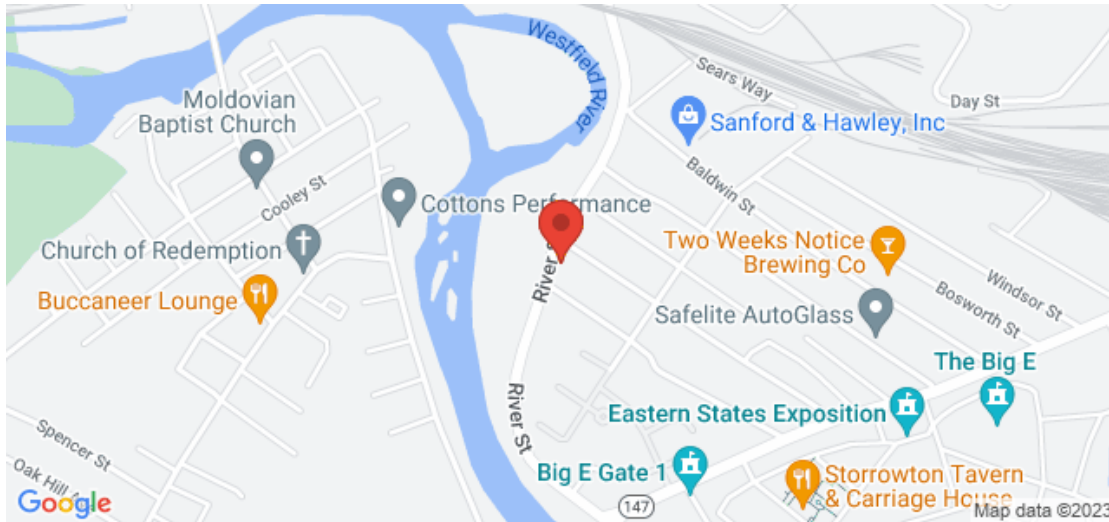 Westfield River
Sears Way
Day St
Moldovian
Baptist Church
Sanford & Hawley, Inc
Baldwin St
Cooley St
Cottons Performance
Church of Redemption
Two Weeks Notice
Brewing Co
River S
Windsor St
Buccaneer Lounge
Bosworth St
Safelite AutoGlass
The Big E
River St
Eastern States Exposition
Spencer St
Big E Gate 1
Oak Hill A
Storrowton Tavern
& Carriage House
147
Google
Map data ©2023